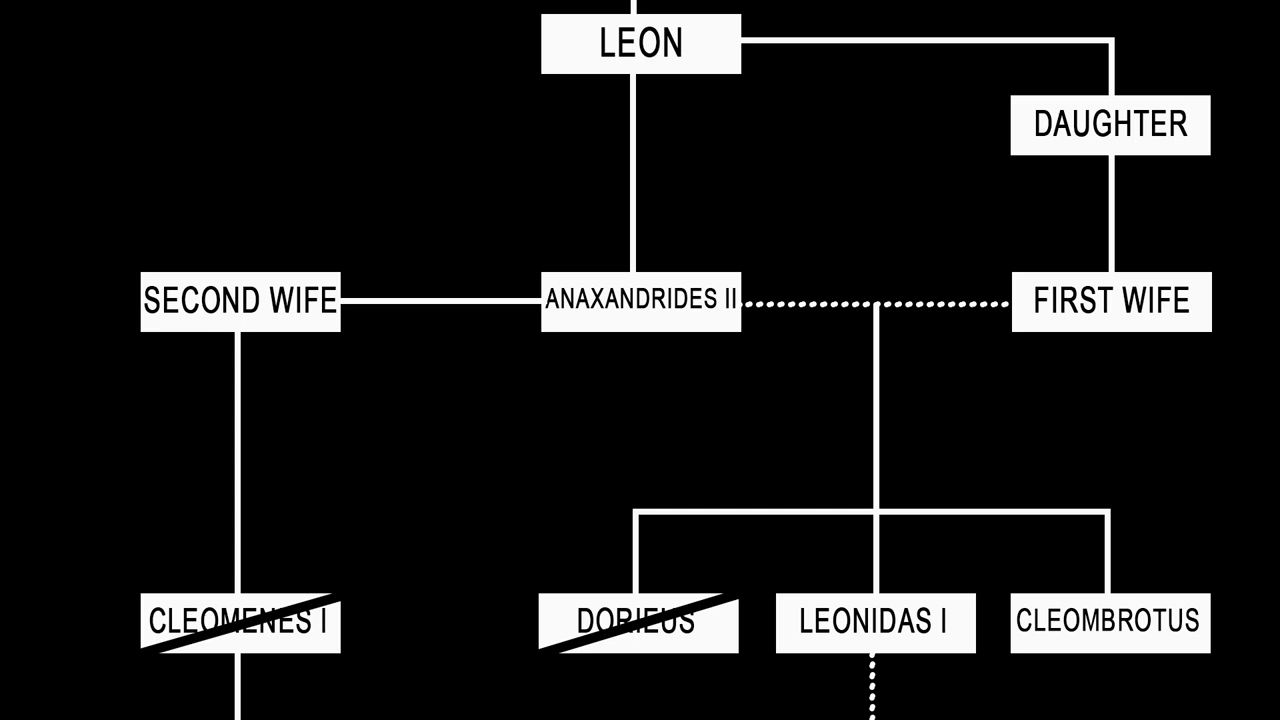 LEON
DAUGHTER
SECOND WIFE
ANAXANDRIDES II
FIRST WIFE
CLEOMENES I
DORIEUS
LEONIDAS I
CLEOMBROTUS